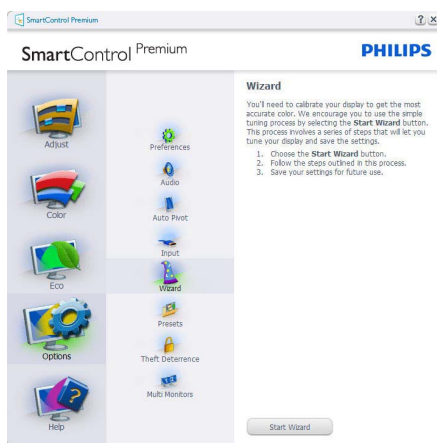 SmartControl Premium
SmartControl Premium
PHILIPS
Adjust
Color
Eco
Options
Help
Preferences
Audio
Auto Pivot
Input
Wizard
Presets
Theft Deterrence
Multi Monitors
Wizard
You'll need to calibrate your display to get the most
accurate color. We encourage you to use the simple
tuning process by selecting the Start Wizard button.
This process involves a series of steps that will let you
tune your display and save the settings.
1. Choose the Start Wizard button.
2. Follow the steps outlined in this process.
3. Save your settings for future use.
Start Wizard